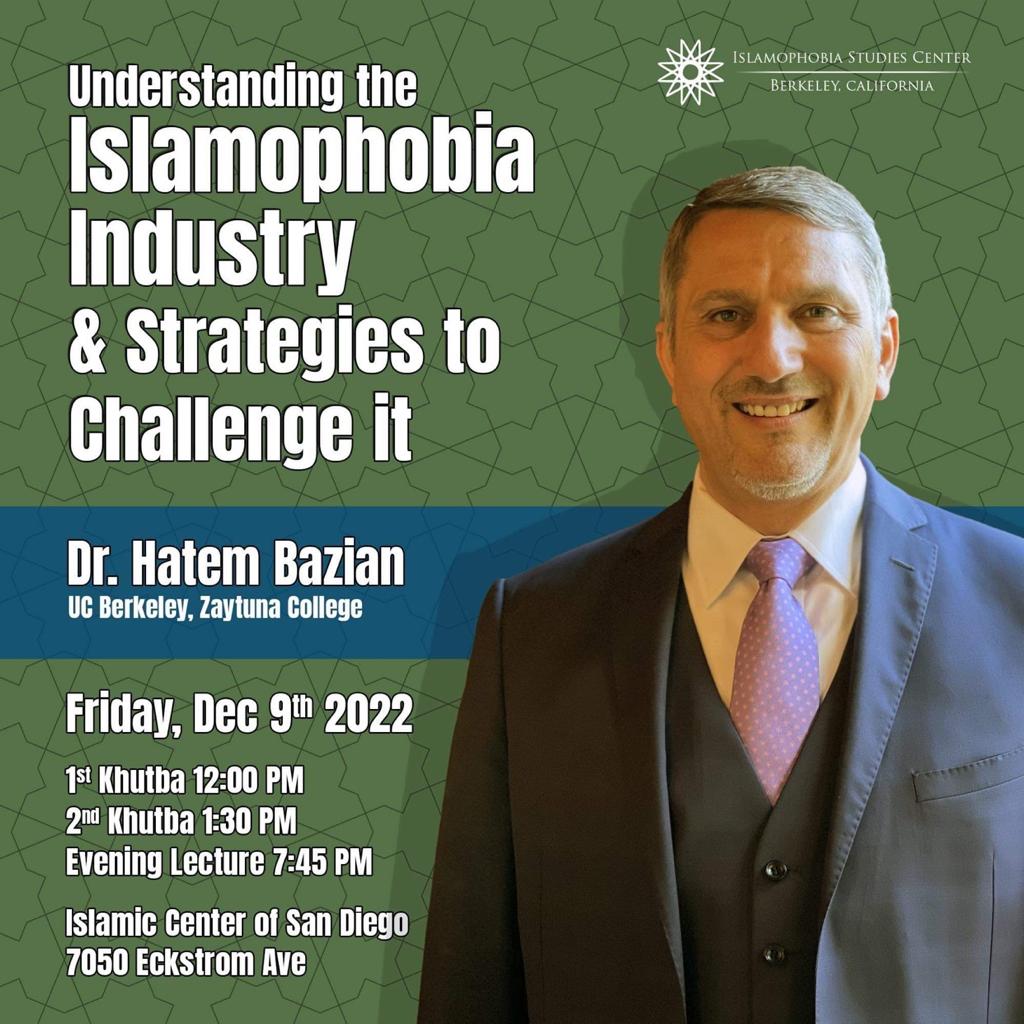 Understanding the
Islamophobia
Industry
& Strategies to
Challenge it
ISLAMOPHOBIA STUDIES CENTER
BERKELEY, CALIFORNIA
Dr. Hatem Bazian
UC Berkeley, Zaytuna College
Friday, Dec 9th 2022
1st Khutba 12:00 PM
2nd Khutba 1:30 PM
Evening Lecture 7:45 PM
Islamic Center of San Diego
7050 Eckstrom Ave